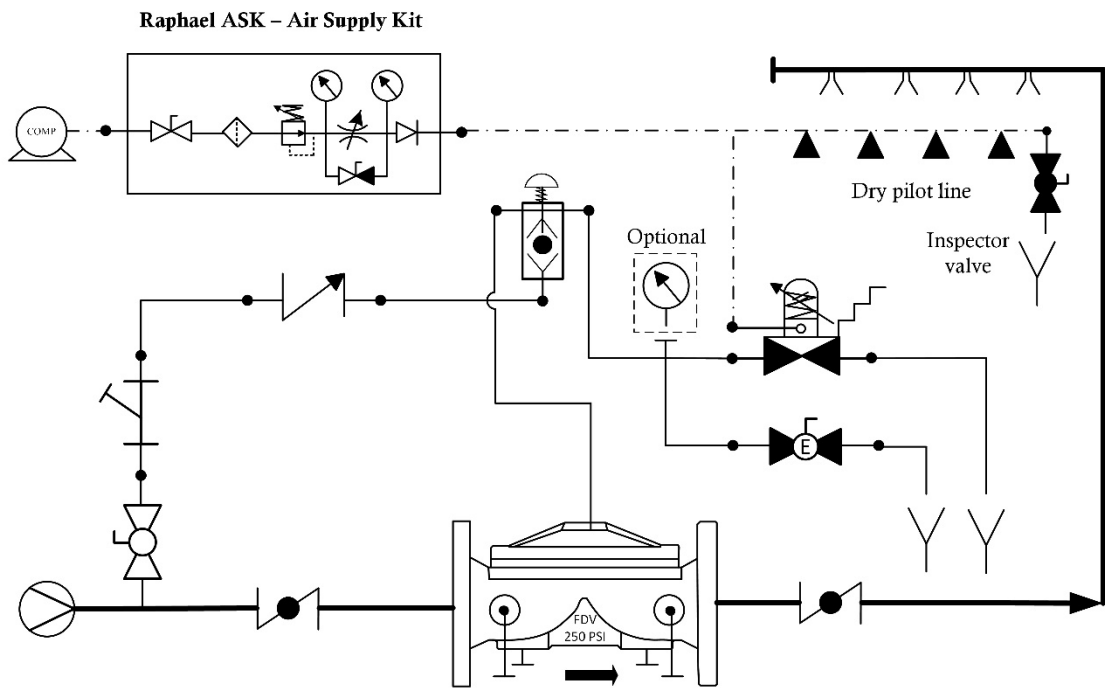 Raphael ASK – Air Supply Kit
COMP
Dry pilot line
Optional
Inspector
valve
E
FDV
250 PSI